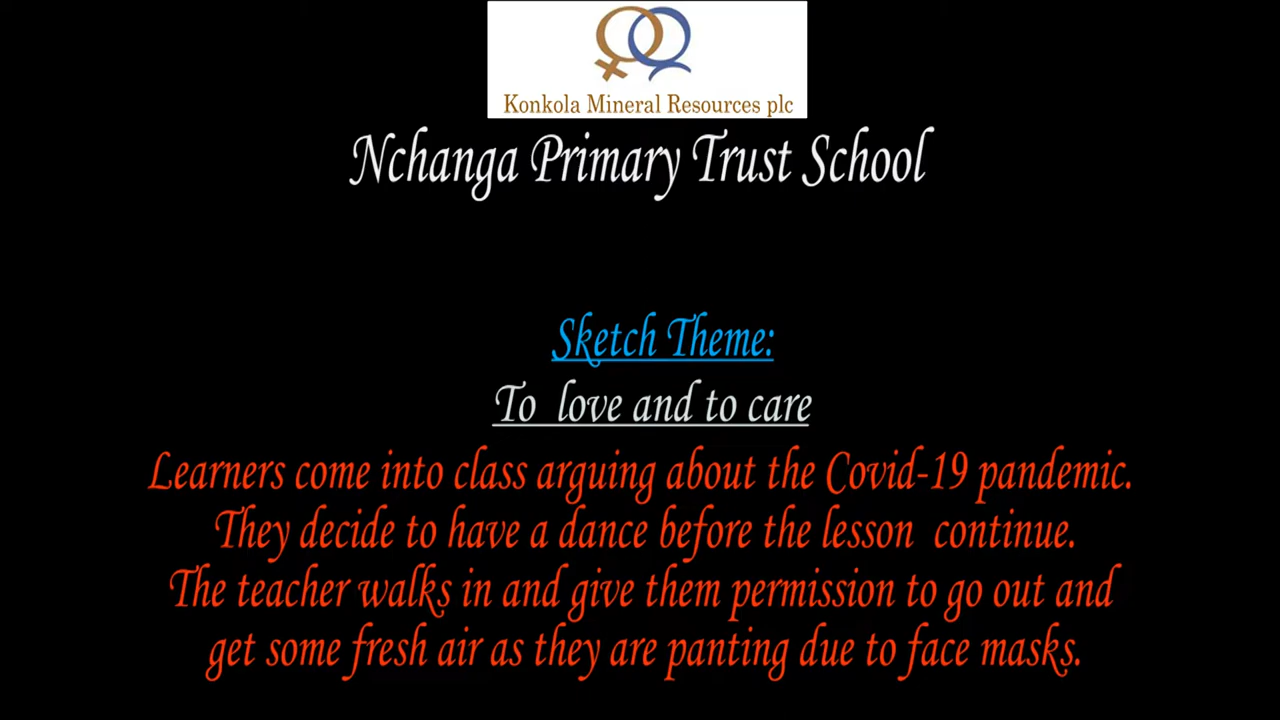 Konkola Mineral Resources plc
Nchanga Primary Trust School
Sketch Theme:
To love and to care
Learners come into class arguing about the Covid-19 pandemic.
They decide to have a dance before the lesson continue.
The teacher walks in and give them permission to go out and
get some fresh air as they are panting due to face masks.